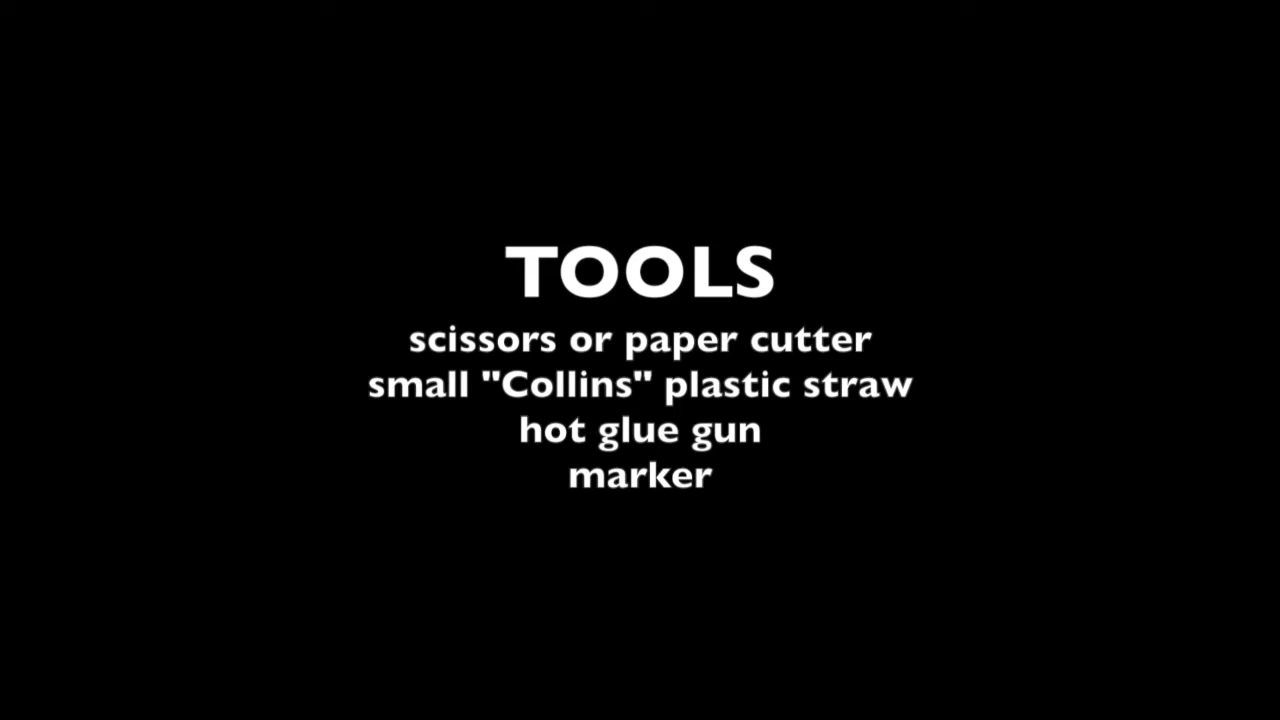 TOOLS
scissors or paper cutter
small "Collins" plastic straw
hot glue gun
marker